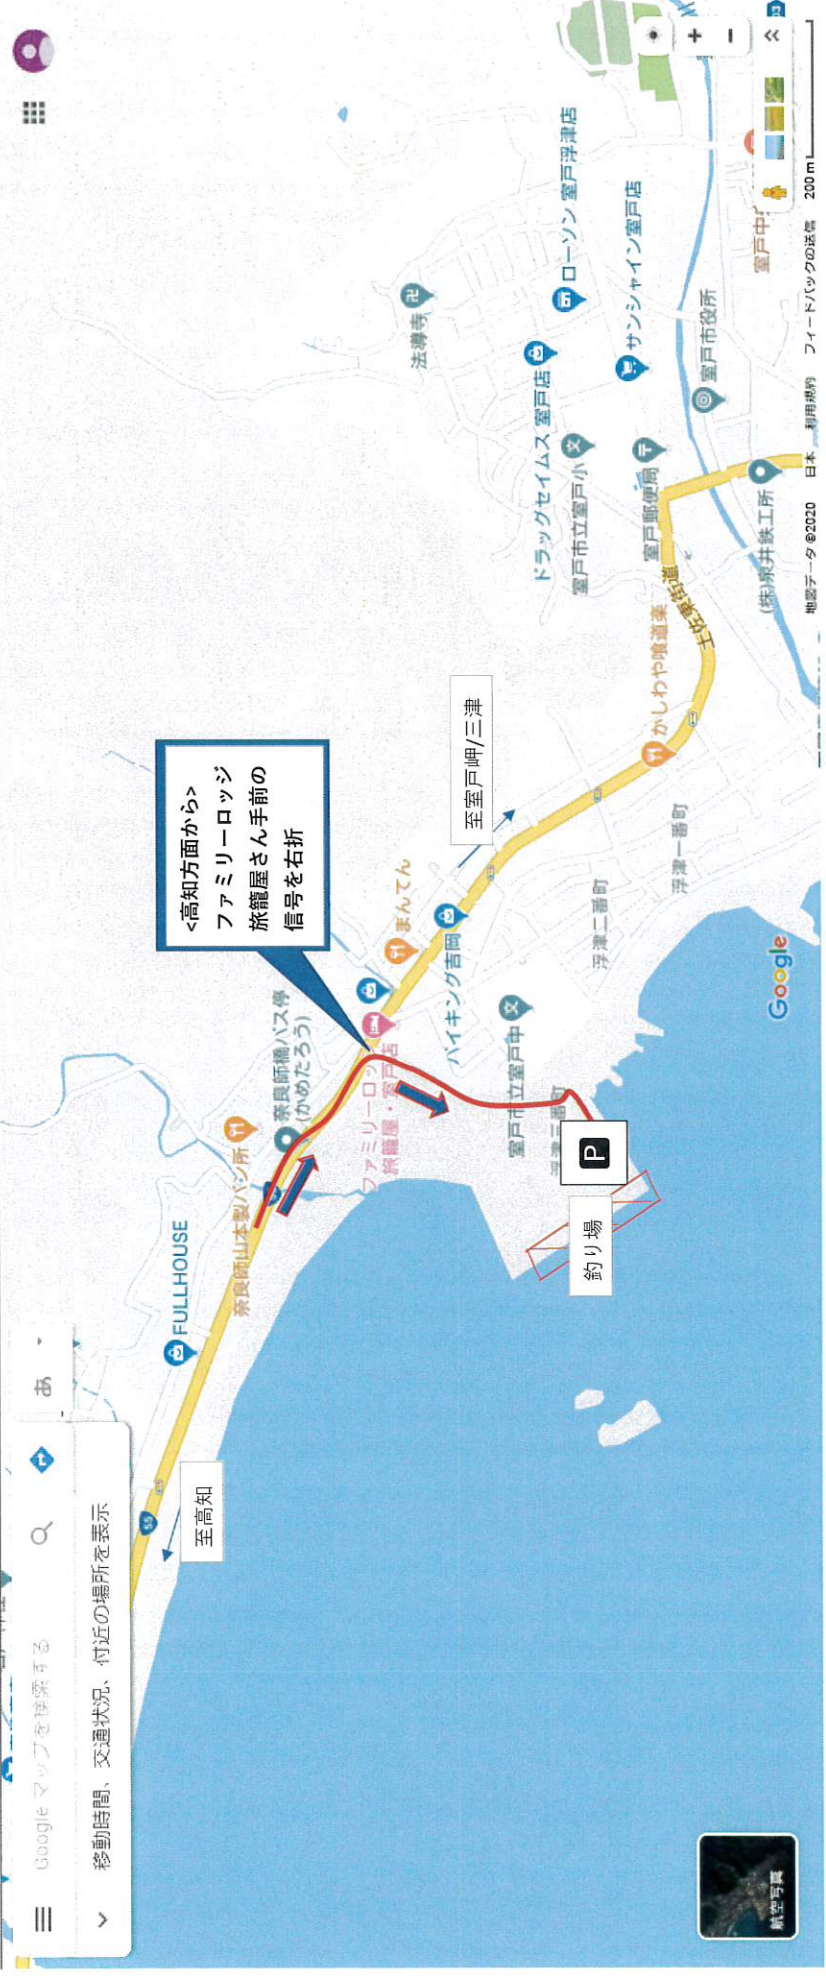 Google マップを検索する
あ
移動時間、交通状況、付近の場所を表示
55
至高知
FULLHOUSE
奈良師山本製パン所
奈良師橋バス停
(かめたろう)
<高知方面から>
ファミリーロッジ
旅籠屋さん手前の
信号を右折
ファミリーロッ
旅籠屋・室戸店
まんてん
バイキング吉岡
至室戸岬/三津
室戸市立室戸中
P
釣り場
浮津二番町
浮津一番町
かしわや喰道楽
土佐東街道
法導寺
ドラッグセイムス 室戸店
ローソン 室戸浮津店
室戸市立室戸小
サンシャイン室戸店
室戸郵便局
室戸市役所
(株)泉井鉄工所
室戸中
Google
航空写真
地図データ ©2020 日本 利用規約 フィードバックの送信 200 m